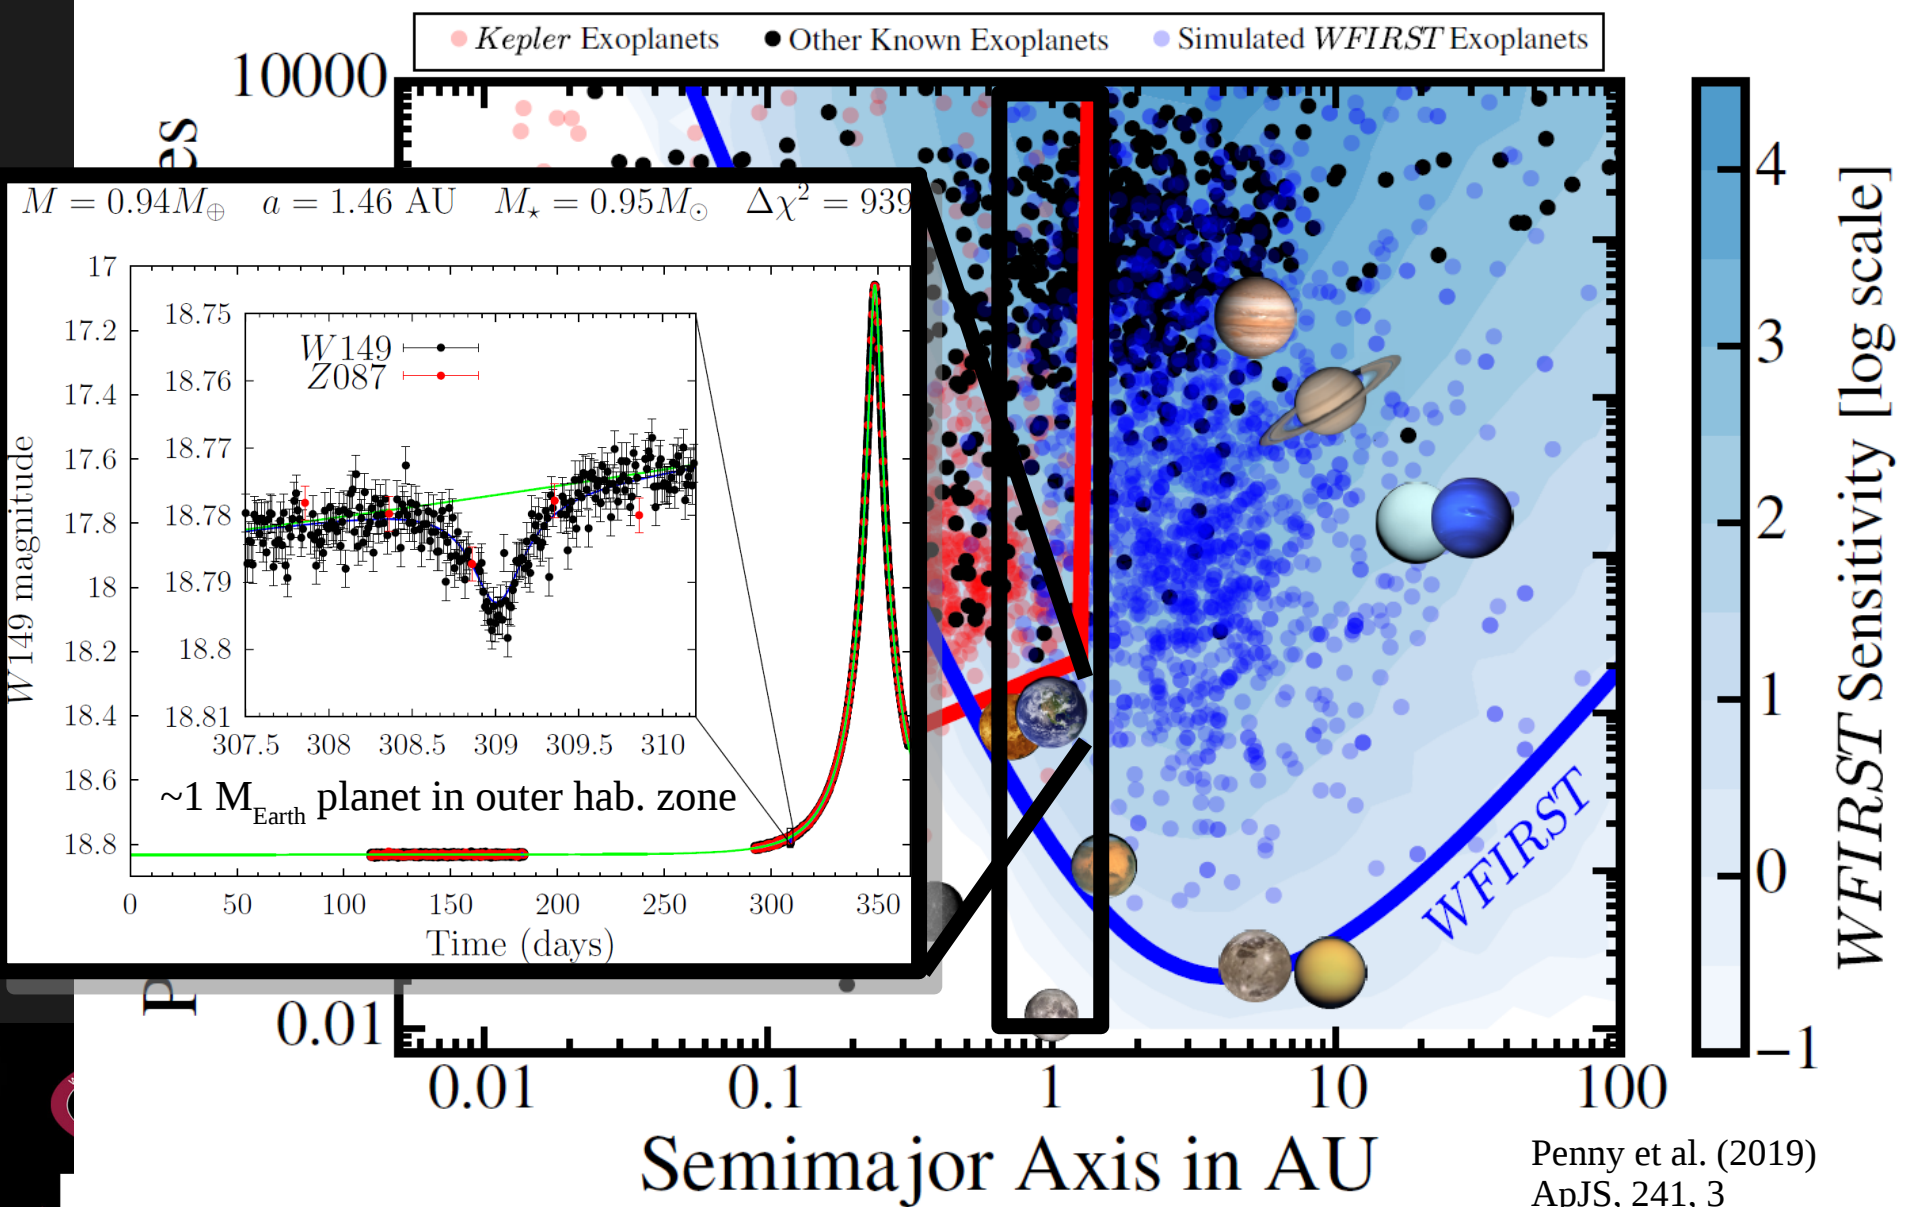 Kepler Exoplanets Other Known Exoplanets Simulated WFIRST Exoplanets
10000
es
M = 0.94M⊕ a = 1.46 AU M⋆ = 0.95M⊙ Δχ² = 939
17
17.2
17.4
17.6
17.8
18
18.2
18.4
18.6
18.8
W149 magnitude
0 50 100 150 200 250 300 350
Time (days)
18.75
18.76
18.77
18.78
18.79
18.8
18.81
W149
Z087
307.5 308 308.5 309 309.5 310
~1 MEarth planet in outer hab. zone
WFIRST
P
0.01
0.01 0.1 1 10 100
Semimajor Axis in AU
4
3
2
1
0
−1
WFIRST Sensitivity [log scale]
Penny et al. (2019)
ApJS, 241, 3